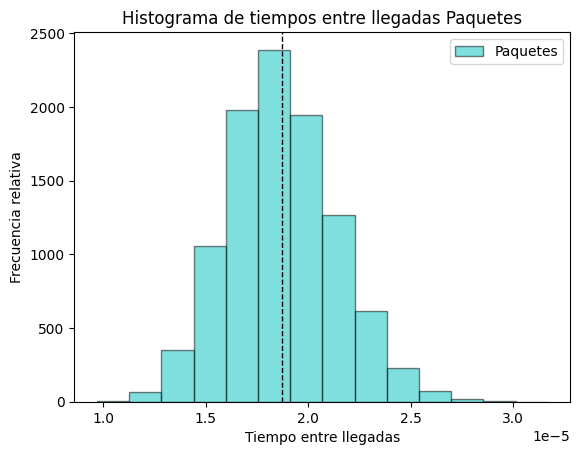 Histograma de tiempos entre llegadas Paquetes
Paquetes
Frecuencia relativa
2500
2000
1500
1000
500
0
1.0 1.5 2.0 2.5 3.0
1e−5
Tiempo entre llegadas